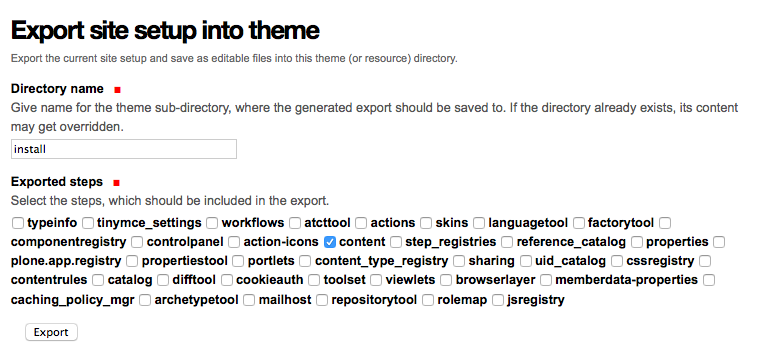 Export site setup into theme
Export the current site setup and save as editable files into this theme (or resource) directory.
Directory name
Give name for the theme sub-directory, where the generated export should be saved to. If the directory already exists, its content
may get overridden.
install
Exported steps
Select the steps, which should be included in the export.
typeinfo tinymce_settings workflows atcttool actions skins languagetool factorytool
componentregistry controlpanel action-icons content step_registries reference_catalog properties
plone.app.registry propertiestool portlets content_type_registry sharing uid_catalog cssregistry
contentrules catalog difftool cookieauth toolset viewlets browserlayer memberdata-properties
caching_policy_mgr archetypetool mailhost repositorytool rolemap jsregistry
Export